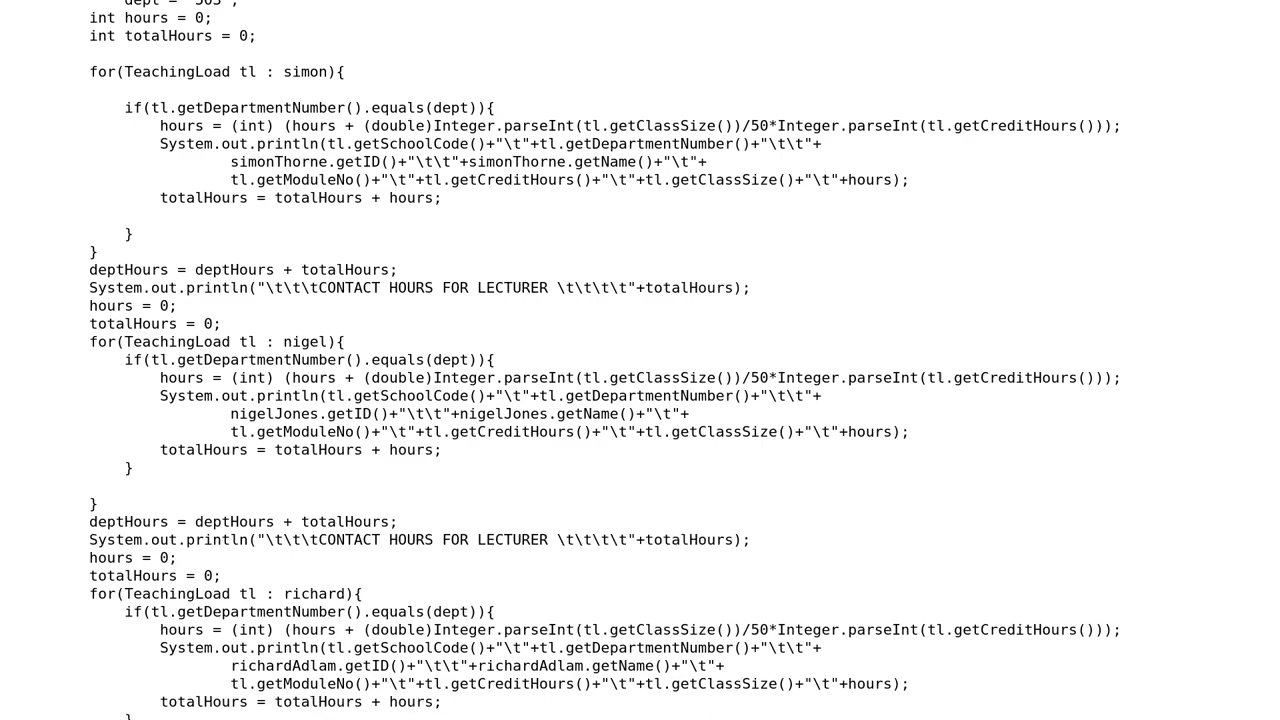 dept = "503";
int hours = 0;
int totalHours = 0;
for(TeachingLoad tl : simon){
if(tl.getDepartmentNumber().equals(dept)){
hours = (int) (hours + (double)Integer.parseInt(tl.getClassSize())/50*Integer.parseInt(tl.getCreditHours()));
System.out.println(tl.getSchoolCode()+"\t"+tl.getDepartmentNumber()+"\t\t"+
simonThorne.getID()+"\t\t"+simonThorne.getName()+"\t"+
tl.getModuleNo()+"\t"+tl.getCreditHours()+"\t"+tl.getClassSize()+"\t"+hours);
totalHours = totalHours + hours;
}
}
deptHours = deptHours + totalHours;
System.out.println("\t\t\tCONTACT HOURS FOR LECTURER \t\t\t\t"+totalHours);
hours = 0;
totalHours = 0;
for(TeachingLoad tl : nigel){
if(tl.getDepartmentNumber().equals(dept)){
hours = (int) (hours + (double)Integer.parseInt(tl.getClassSize())/50*Integer.parseInt(tl.getCreditHours()));
System.out.println(tl.getSchoolCode()+"\t"+tl.getDepartmentNumber()+"\t\t"+
nigelJones.getID()+"\t\t"+nigelJones.getName()+"\t"+
tl.getModuleNo()+"\t"+tl.getCreditHours()+"\t"+tl.getClassSize()+"\t"+hours);
totalHours = totalHours + hours;
}
}
deptHours = deptHours + totalHours;
System.out.println("\t\t\tCONTACT HOURS FOR LECTURER \t\t\t\t"+totalHours);
hours = 0;
totalHours = 0;
for(TeachingLoad tl : richard){
if(tl.getDepartmentNumber().equals(dept)){
hours = (int) (hours + (double)Integer.parseInt(tl.getClassSize())/50*Integer.parseInt(tl.getCreditHours()));
System.out.println(tl.getSchoolCode()+"\t"+tl.getDepartmentNumber()+"\t\t"+
richardAdlam.getID()+"\t\t"+richardAdlam.getName()+"\t"+
tl.getModuleNo()+"\t"+tl.getCreditHours()+"\t"+tl.getClassSize()+"\t"+hours);
totalHours = totalHours + hours;
}